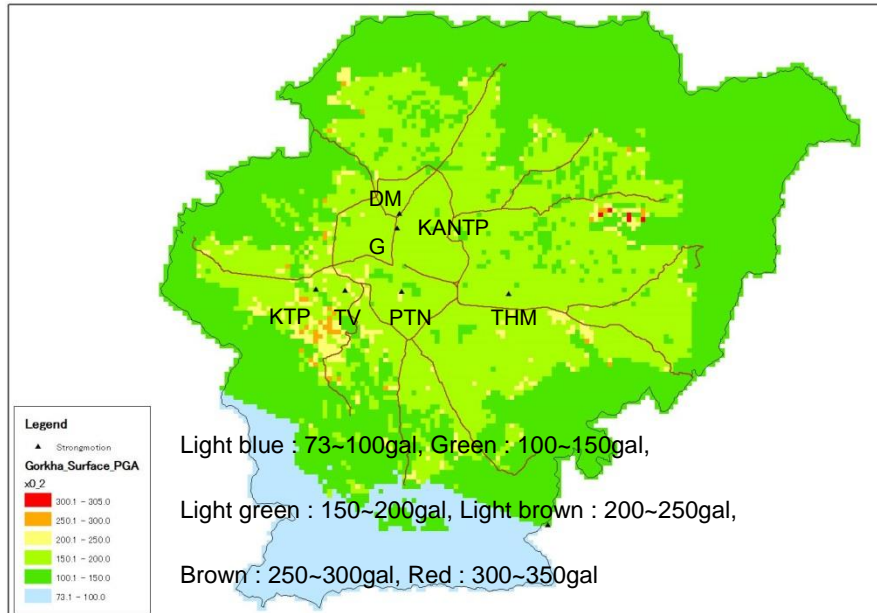 DM
KANTP
G
KTP TV PTN THM
Legend
Strongmotion
Gorkha_Surface_PGA
x0_2
300.1 - 305.0
250.1 - 300.0
200.1 - 250.0
150.1 - 200.0
100.1 - 150.0
73.1 - 100.0
Light blue : 73~100gal, Green : 100~150gal,
Light green : 150~200gal, Light brown : 200~250gal,
Brown : 250~300gal, Red : 300~350gal